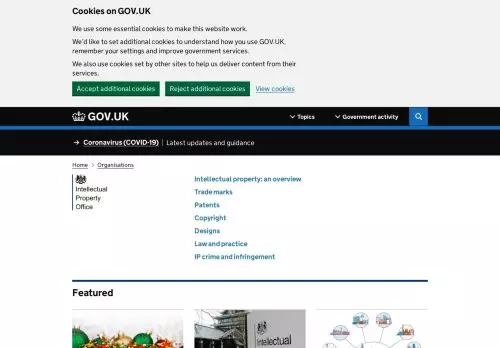 Cookies on GOV.UK
We use some essential cookies to make this website work.
We'd like to set additional cookies to understand how you use GOV.UK,
remember your settings and improve government services.
We also use cookies set by other sites to help us deliver content from their
services.
Accept additional cookies Reject additional cookies View cookies
GOV.UK Topics Government activity
→ Coronavirus (COVID-19) | Latest updates and guidance
Home > Organisations
Intellectual
Property
Office
Intellectual property: an overview
Trade marks
Patents
Copyright
Designs
Law and practice
IP crime and infringement
Featured
Intellectual